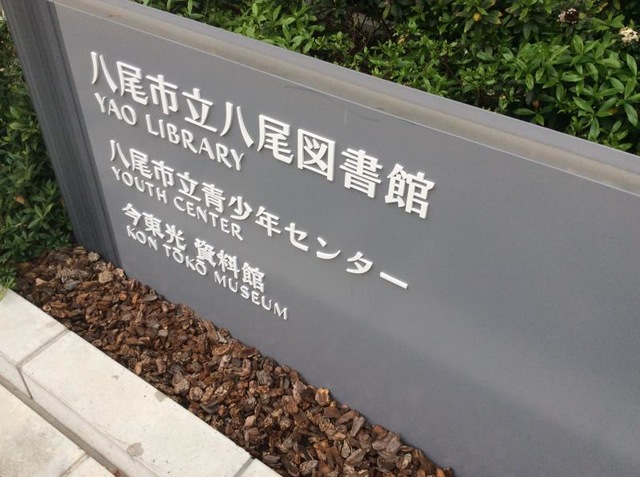 八尾市立八尾図書館
YAO LIBRARY
八尾市立青少年センター
YOUTH CENTER
今東光 資料館
KON TOKO MUSEUM